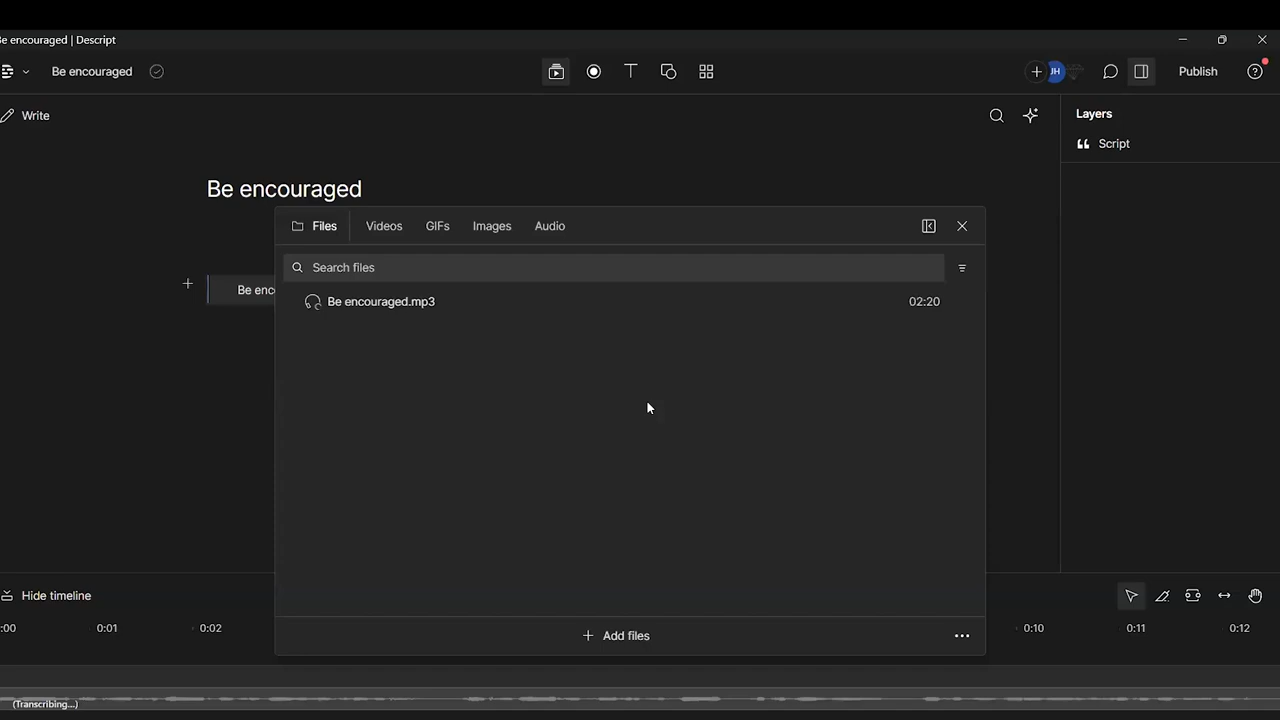 Be encouraged | Descript
Be encouraged
JH
Publish
Write
Layers
Script
Be encouraged
Files
Videos
GIFs
Images
Audio
Search files
Be enc
Be encouraged.mp3
02:20
Hide timeline
Add files
:00
0:01
0:02
0:10
0:11
0:12
(Transcribing...)